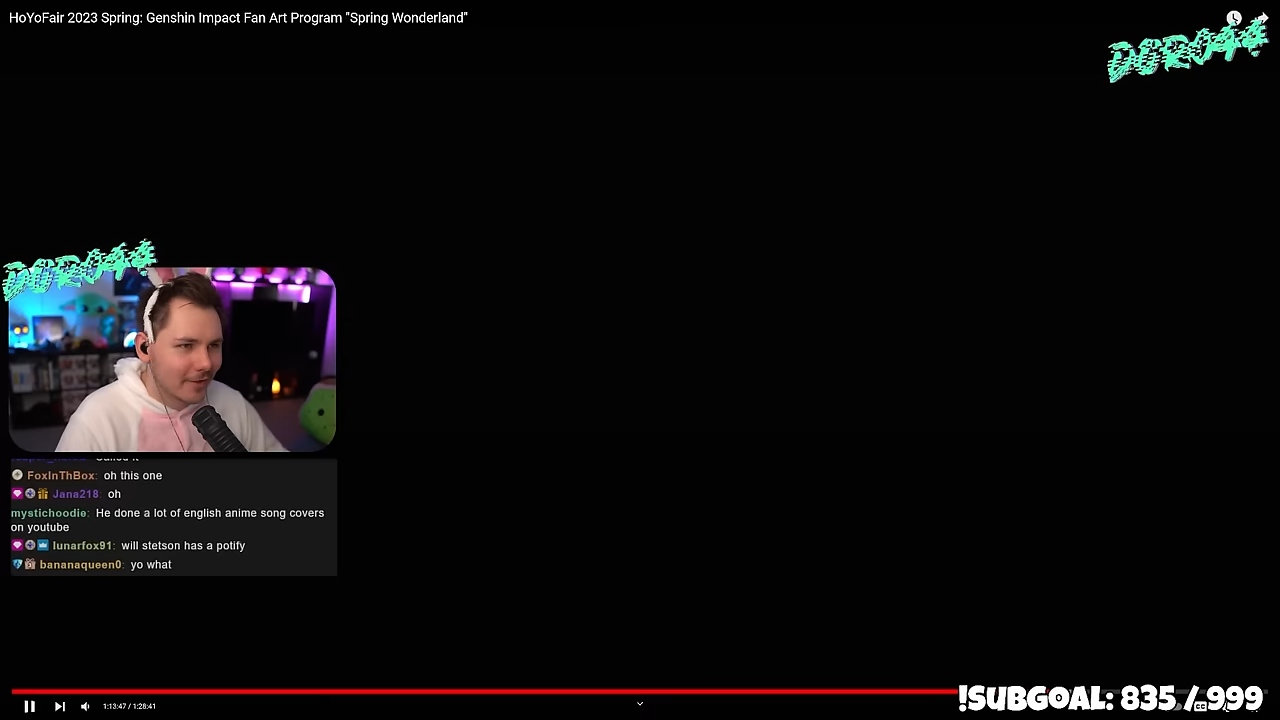 HoYoFair 2023 Spring: Genshin Impact Fan Art Program "Spring Wonderland"
DORO44
DORO44
FoxInThBox: oh this one
Jana218: oh
mystichoodie: He done a lot of english anime song covers
on youtube
lunarfox91: will stetson has a potify
bananaqueen0: yo what
1:13:47 / 1:28:41
!SUBGOAL: 835 / 999